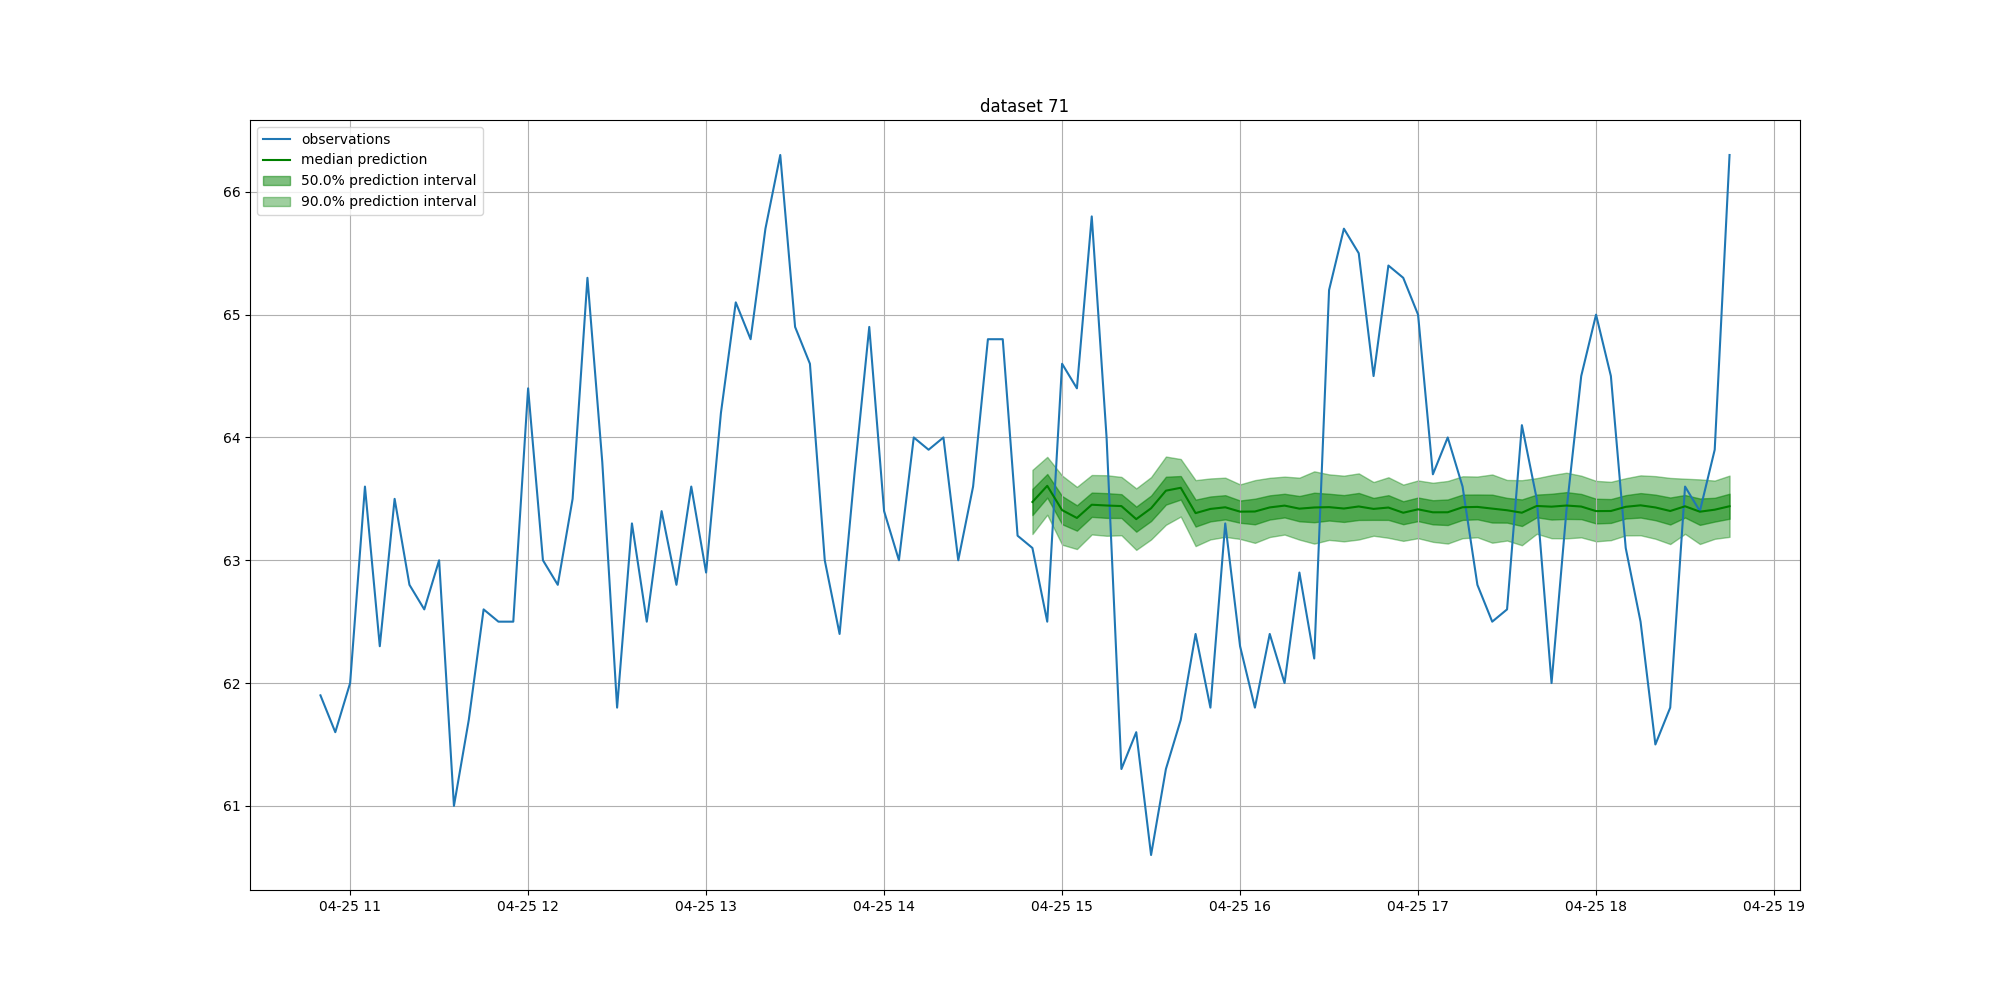 dataset 71
observations
median prediction
50.0% prediction interval
90.0% prediction interval
66
65
64
63
62
61
04-25 11 04-25 12 04-25 13 04-25 14 04-25 15 04-25 16 04-25 17 04-25 18 04-25 19